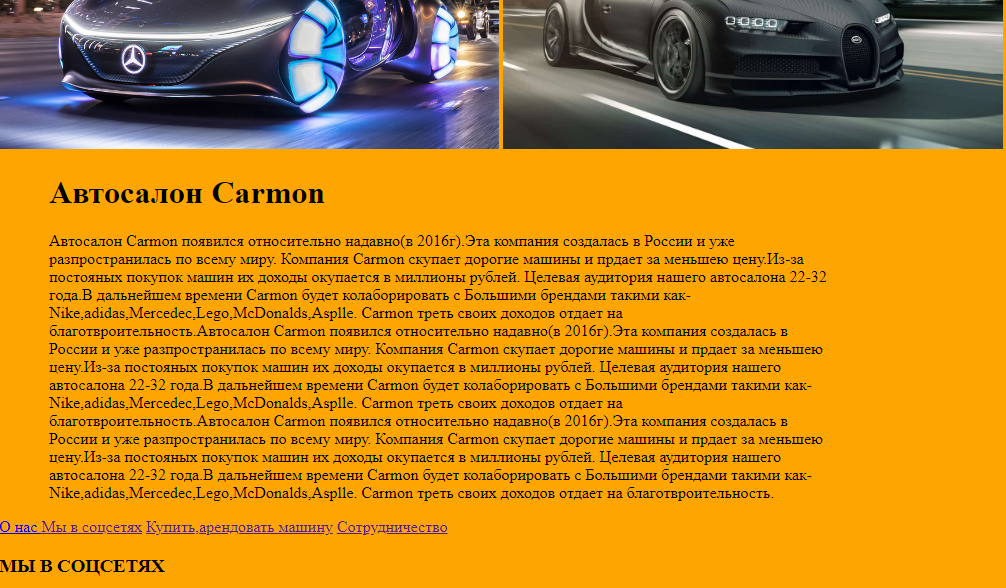 Автосалон Carmon
Автосалон Carmon появился относительно надавно(в 2016г).Эта компания создалась в России и уже
разпространилась по всему миру. Компания Carmon скупает дорогие машины и прдает за меньшею цену.Из-за
постояных покупок машин их доходы окупается в миллионы рублей. Целевая аудитория нашего автосалона 22-32
года.В дальнейшем времени Carmon будет колаборировать с Большими брендами такими как-
Nike,adidas,Mercedec,Lego,McDonalds,Asplle. Carmon треть своих доходов отдает на
благотвроительность.Автосалон Carmon появился относительно надавно(в 2016г).Эта компания создалась в
России и уже разпространилась по всему миру. Компания Carmon скупает дорогие машины и прдает за меньшею
цену.Из-за постояных покупок машин их доходы окупается в миллионы рублей. Целевая аудитория нашего
автосалона 22-32 года.В дальнейшем времени Carmon будет колаборировать с Большими брендами такими как-
Nike,adidas,Mercedec,Lego,McDonalds,Asplle. Carmon треть своих доходов отдает на
благотвроительность.Автосалон Carmon появился относительно надавно(в 2016г).Эта компания создалась в
России и уже разпространилась по всему миру. Компания Carmon скупает дорогие машины и прдает за меньшею
цену.Из-за постояных покупок машин их доходы окупается в миллионы рублей. Целевая аудитория нашего
автосалона 22-32 года.В дальнейшем времени Carmon будет колаборировать с Большими брендами такими как-
Nike,adidas,Mercedec,Lego,McDonalds,Asplle. Carmon треть своих доходов отдает на благотвроительность.
О нас Мы в соцсетях Купить,арендовать машину Сотрудничество
МЫ В СОЦСЕТЯХ